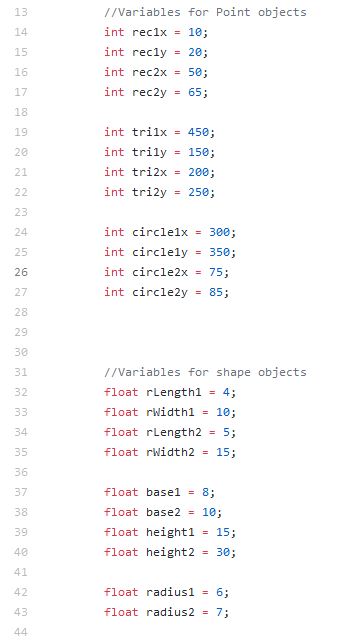 13 //Variables for Point objects
14 int rec1x = 10;
15 int rec1y = 20;
16 int rec2x = 50;
17 int rec2y = 65;
18
19 int tri1x = 450;
20 int tri1y = 150;
21 int tri2x = 200;
22 int tri2y = 250;
23
24 int circle1x = 300;
25 int circle1y = 350;
26 int circle2x = 75;
27 int circle2y = 85;
28
29
30
31 //Variables for shape objects
32 float rLength1 = 4;
33 float rWidth1 = 10;
34 float rLength2 = 5;
35 float rWidth2 = 15;
36
37 float base1 = 8;
38 float base2 = 10;
39 float height1 = 15;
40 float height2 = 30;
41
42 float radius1 = 6;
43 float radius2 = 7;
44